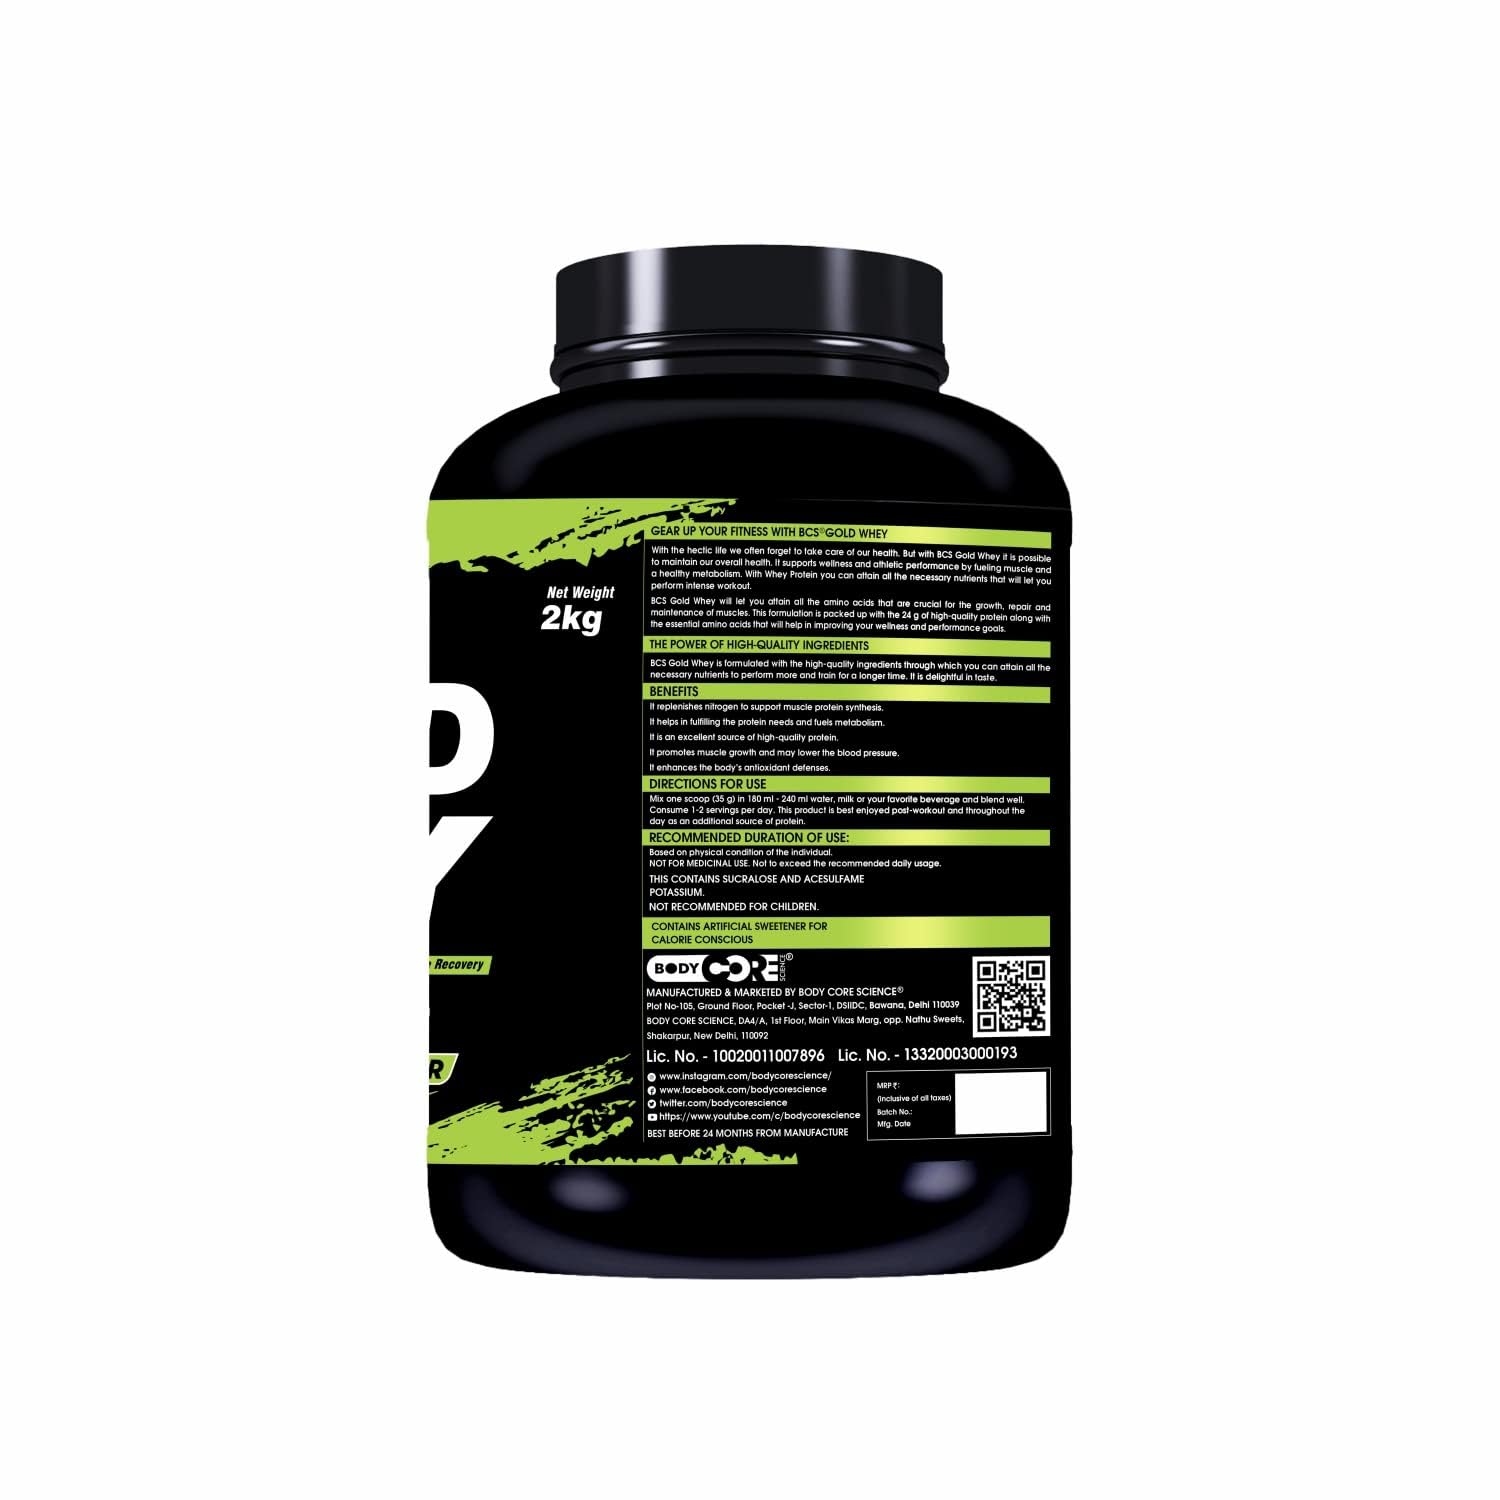 Net Weight
2kg
D
Y
Recovery
R
GEAR UP YOUR FITNESS WITH BCS®GOLD WHEY
With the hectic life we often forget to take care of our health. But with BCS Gold Whey it is possible
to maintain our overall health. It supports wellness and athletic performance by fueling muscle and
a healthy metabolism. With Whey Protein you can attain all the necessary nutrients that will let you
perform intense workout.
BCS Gold Whey will let you attain all the amino acids that are crucial for the growth, repair and
maintenance of muscles. This formulation is packed up with the 24 g of high-quality protein along with
the essential amino acids that will help in improving your wellness and performance goals.
THE POWER OF HIGH-QUALITY INGREDIENTS
BCS Gold Whey is formulated with the high-quality ingredients through which you can attain all the
necessary nutrients to perform more and train for a longer time. It is delightful in taste.
BENEFITS
It replenishes nitrogen to support muscle protein synthesis.
It helps in fulfilling the protein needs and fuels metabolism.
It is an excellent source of high-quality protein.
It promotes muscle growth and may lower the blood pressure.
It enhances the body's antioxidant defenses.
DIRECTIONS FOR USE
Mix one scoop (35 g) in 180 ml - 240 ml water, milk or your favorite beverage and blend well.
Consume 1-2 servings per day. This product is best enjoyed post-workout and throughout the
day as an additional source of protein.
RECOMMENDED DURATION OF USE:
Based on physical condition of the individual.
NOT FOR MEDICINAL USE. Not to exceed the recommended daily usage.
THIS CONTAINS SUCRALOSE AND ACESULFAME
POTASSIUM.
NOT RECOMMENDED FOR CHILDREN.
CONTAINS ARTIFICIAL SWEETENER FOR
CALORIE CONSCIOUS
BODY CORE SCIENCE®
MANUFACTURED & MARKETED BY BODY CORE SCIENCE®
Plot No-105, Ground Floor, Pocket -J, Sector-1, DSIIDC, Bawana, Delhi 110039
BODY CORE SCIENCE, DA4/A, 1st Floor, Main Vikas Marg, opp. Nathu Sweets,
Shakarpur, New Delhi, 110092
Lic. No. - 10020011007896 Lic. No. - 13320003000193
www.instagram.com/bodycorescience/
www.facebook.com/bodycorescience
twitter.com/bodycorescience
https://www.youtube.com/c/bodycorescience
BEST BEFORE 24 MONTHS FROM MANUFACTURE
MRP ₹:
(Inclusive of all taxes)
Batch No.:
Mfg. Date